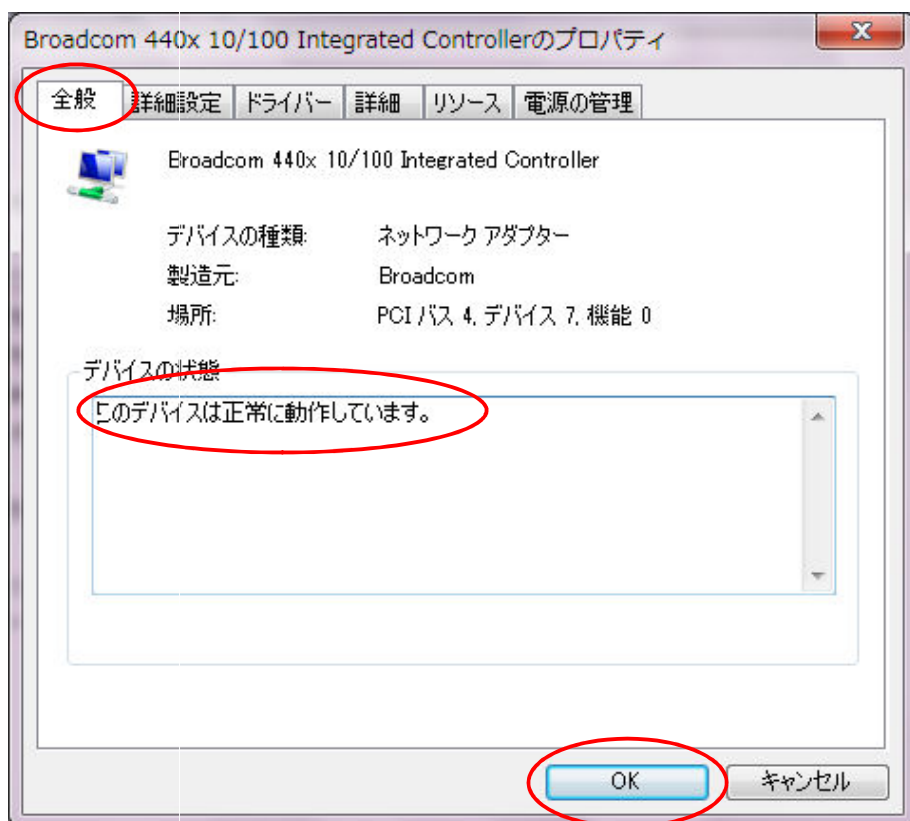 Broadcom 440x 10/100 Integrated Controllerのプロパティ
全般 詳細設定 ドライバー 詳細 リソース 電源の管理
Broadcom 440x 10/100 Integrated Controller
デバイスの種類: ネットワーク アダプター
製造元: Broadcom
場所: PCI バス 4, デバイス 7, 機能 0
デバイスの状態
このデバイスは正常に動作しています。
OK キャンセル